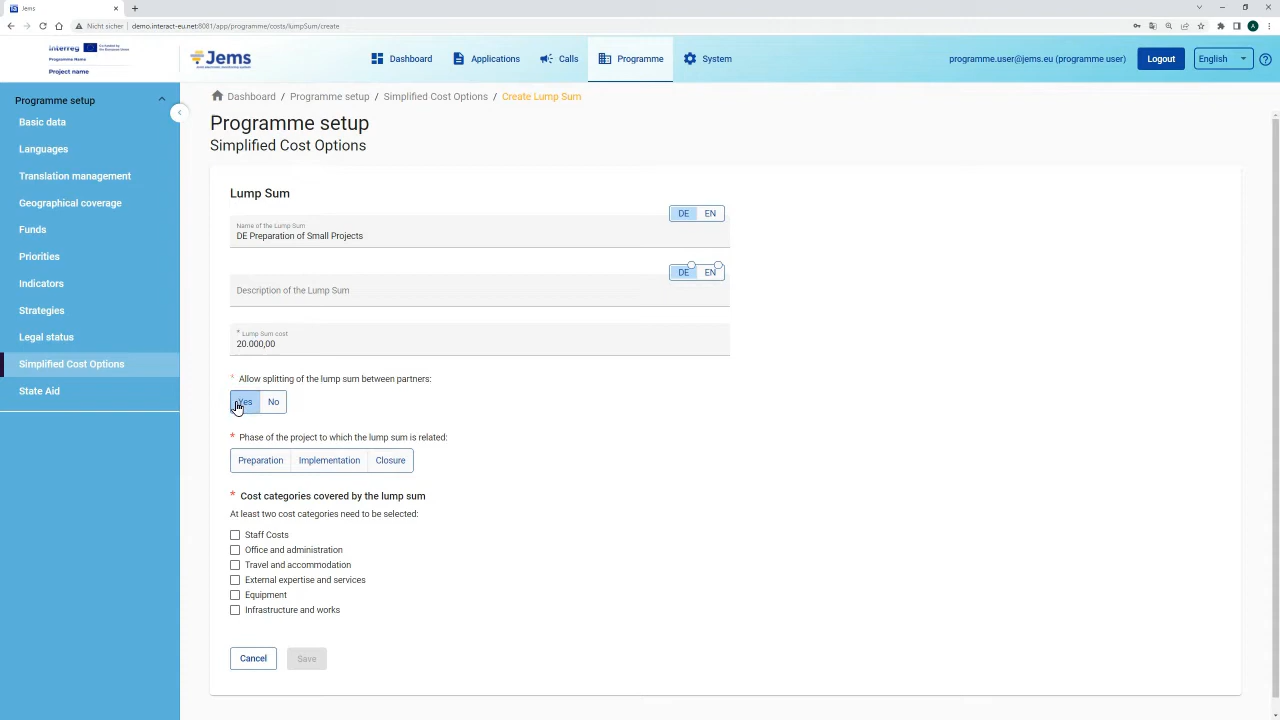 Jems
Nicht sicher | demo.interact-eu.net:8081/app/programme/costs/lumpSum/create
Interreg
Co-funded by
the European Union
Programme Name
Project name
Jems
Dashboard
Applications
Calls
Programme
System
programme.user@jems.eu (programme user)
Logout
English
Programme setup
Basic data
Languages
Translation management
Geographical coverage
Funds
Priorities
Indicators
Strategies
Legal status
Simplified Cost Options
State Aid
Dashboard / Programme setup / Simplified Cost Options / Create Lump Sum
Programme setup
Simplified Cost Options
Lump Sum
DE EN
Name of the Lump Sum
DE Preparation of Small Projects
DE EN
Description of the Lump Sum
* Lump Sum cost
20.000,00
* Allow splitting of the lump sum between partners:
Yes No
* Phase of the project to which the lump sum is related:
Preparation Implementation Closure
* Cost categories covered by the lump sum
At least two cost categories need to be selected:
Staff Costs
Office and administration
Travel and accommodation
External expertise and services
Equipment
Infrastructure and works
Cancel Save